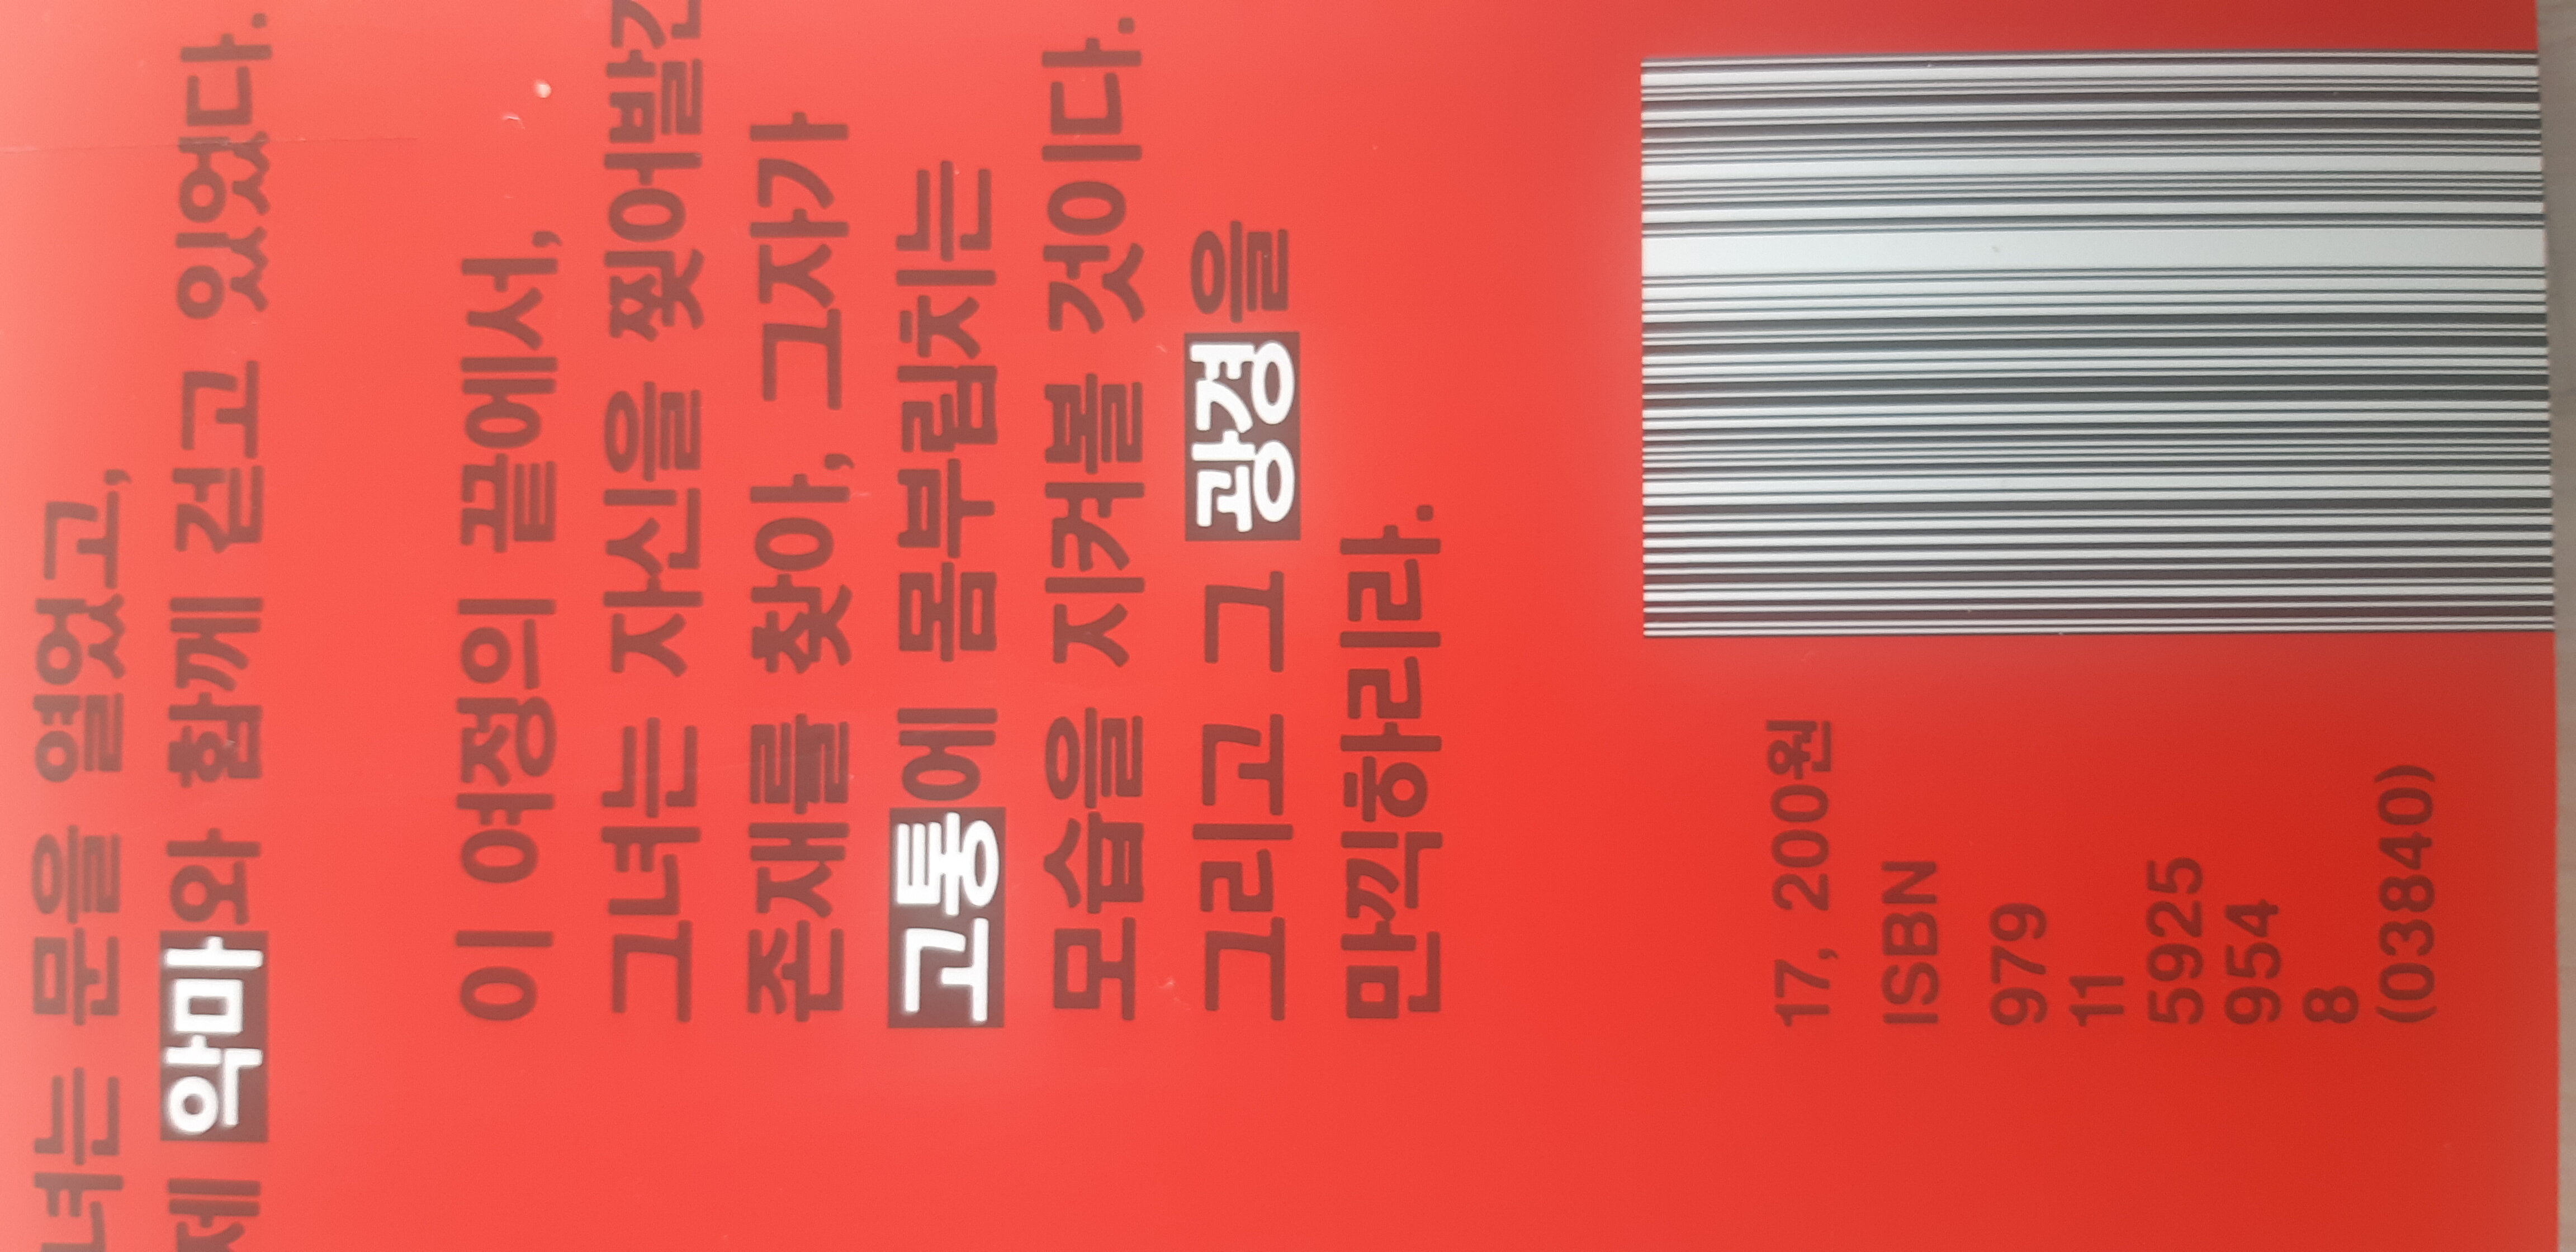 녀는 문을 열었고,
제 악마와 함께 걷고 있었다.
이 여정의 끝에서,
그녀는 자신을 찢어발긴
존재를 찾아, 그자가
고통에 몸부림치는
모습을 지켜볼 것이다.
그리고 그 광경을
만끽하리라.
17, 200원
ISBN
979
11
5925
954
8
(03840)